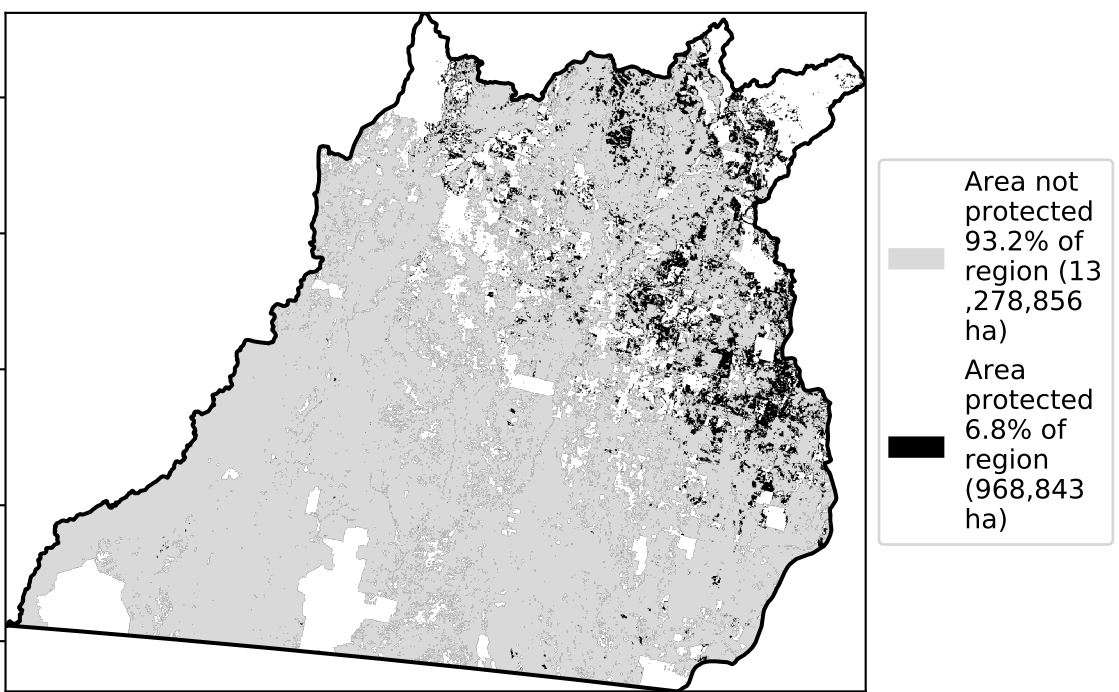 Area not
protected
93.2% of
region (13
,278,856
ha)
Area
protected
6.8% of
region
(968,843
ha)